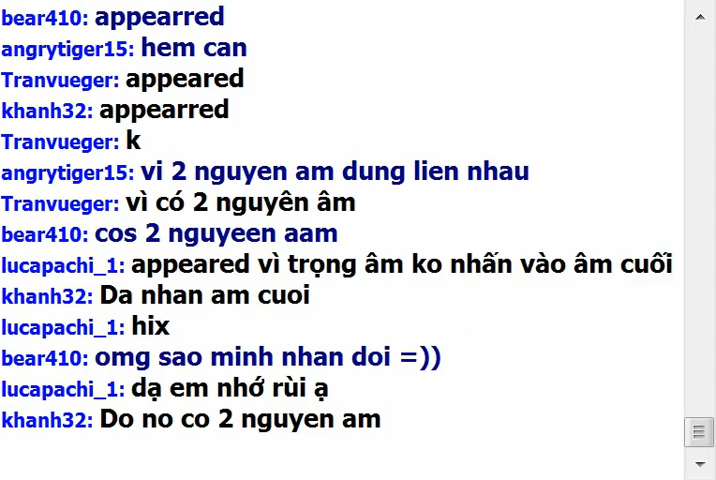 bear410: appearred
angrytiger15: hem can
Tranvueger: appeared
khanh32: appearred
Tranvueger: k
angrytiger15: vi 2 nguyen am dung lien nhau
Tranvueger: vì có 2 nguyên âm
bear410: cos 2 nguyeen aam
lucapachi_1: appeared vì trọng âm ko nhấn vào âm cuối
khanh32: Da nhan am cuoi
lucapachi_1: hix
bear410: omg sao minh nhan doi =))
lucapachi_1: dạ em nhớ rùi ạ
khanh32: Do no co 2 nguyen am